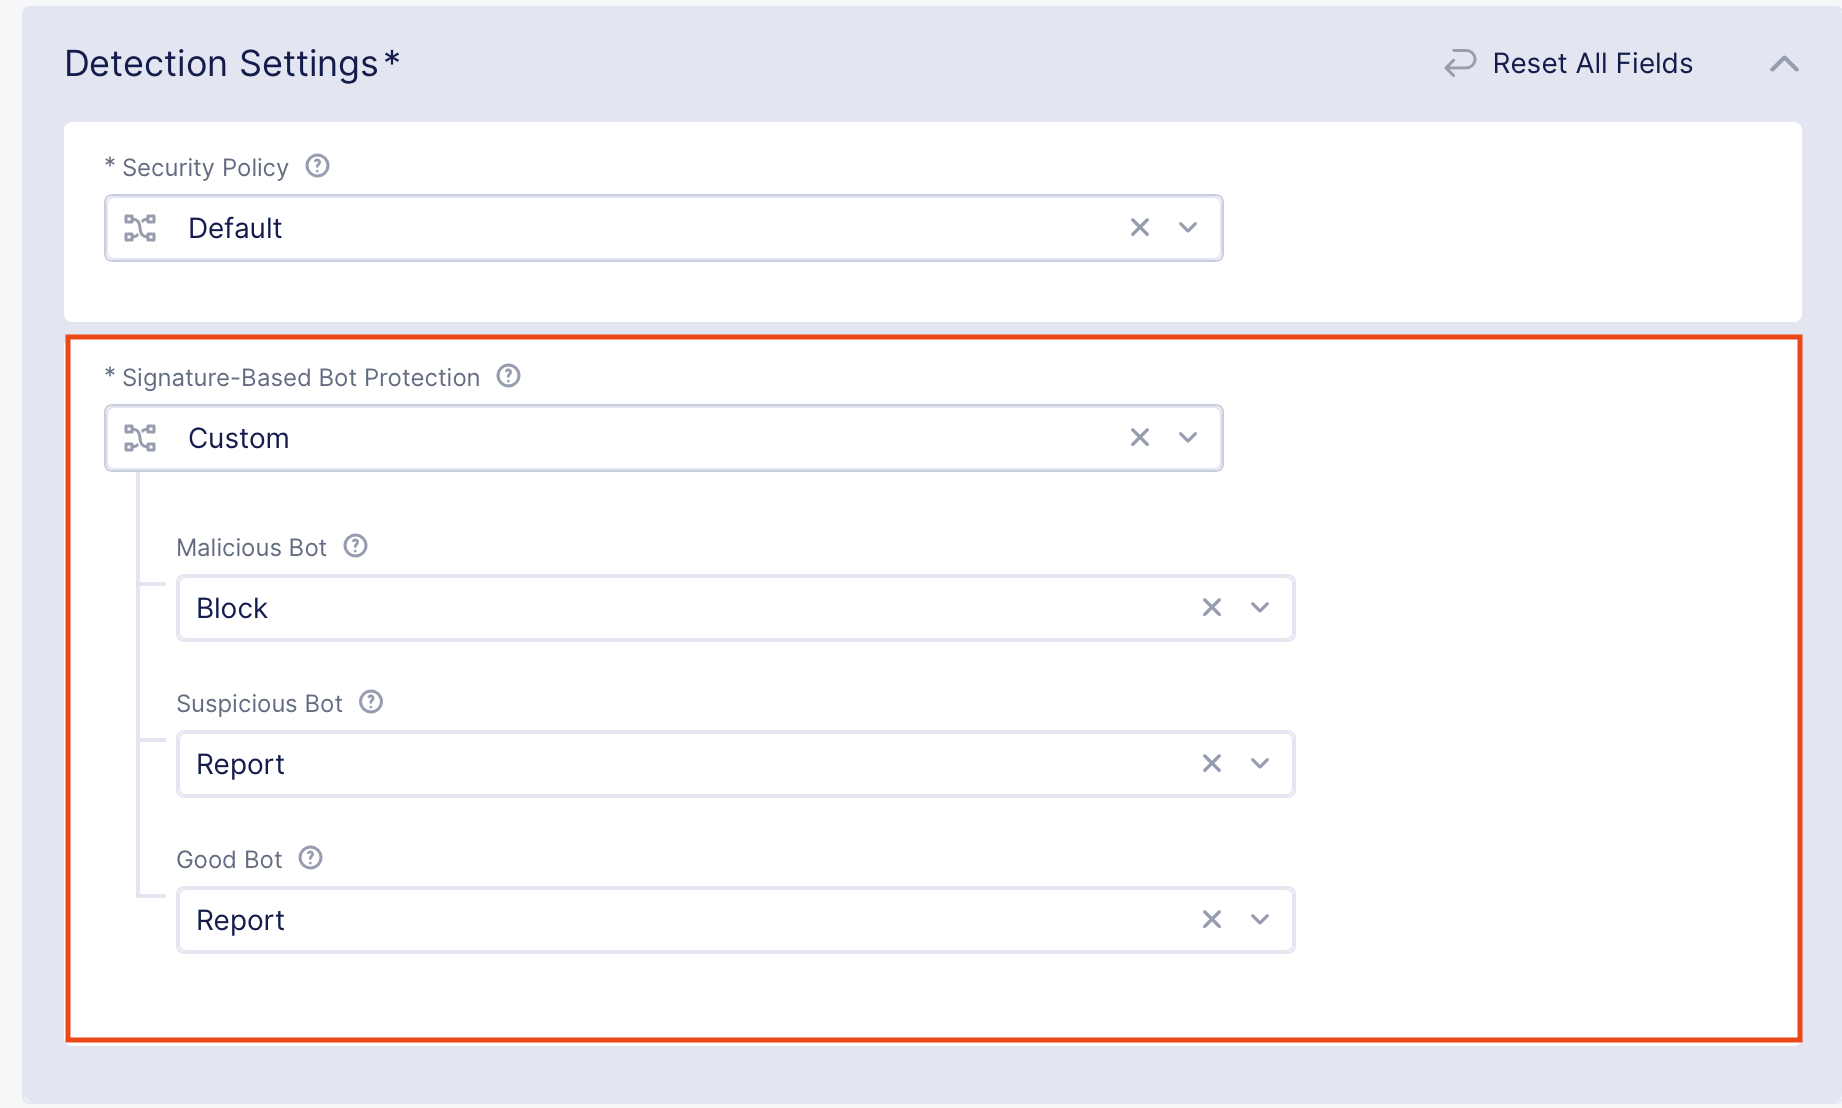 Detection Settings*
Reset All Fields
* Security Policy
Default
* Signature-Based Bot Protection
Custom
Malicious Bot
Block
Suspicious Bot
Report
Good Bot
Report